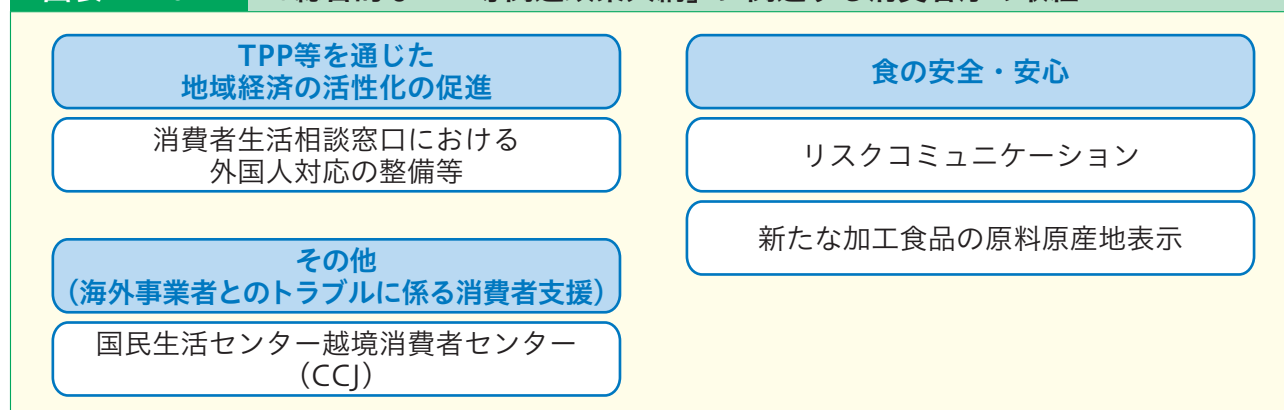 TPP等を通じた
地域経済の活性化の促進
消費者生活相談窓口における
外国人対応の整備等
その他
（海外事業者とのトラブルに係る消費者支援）
国民生活センター越境消費者センター
（CCJ）
食の安全・安心
リスクコミュニケーション
新たな加工食品の原料原産地表示